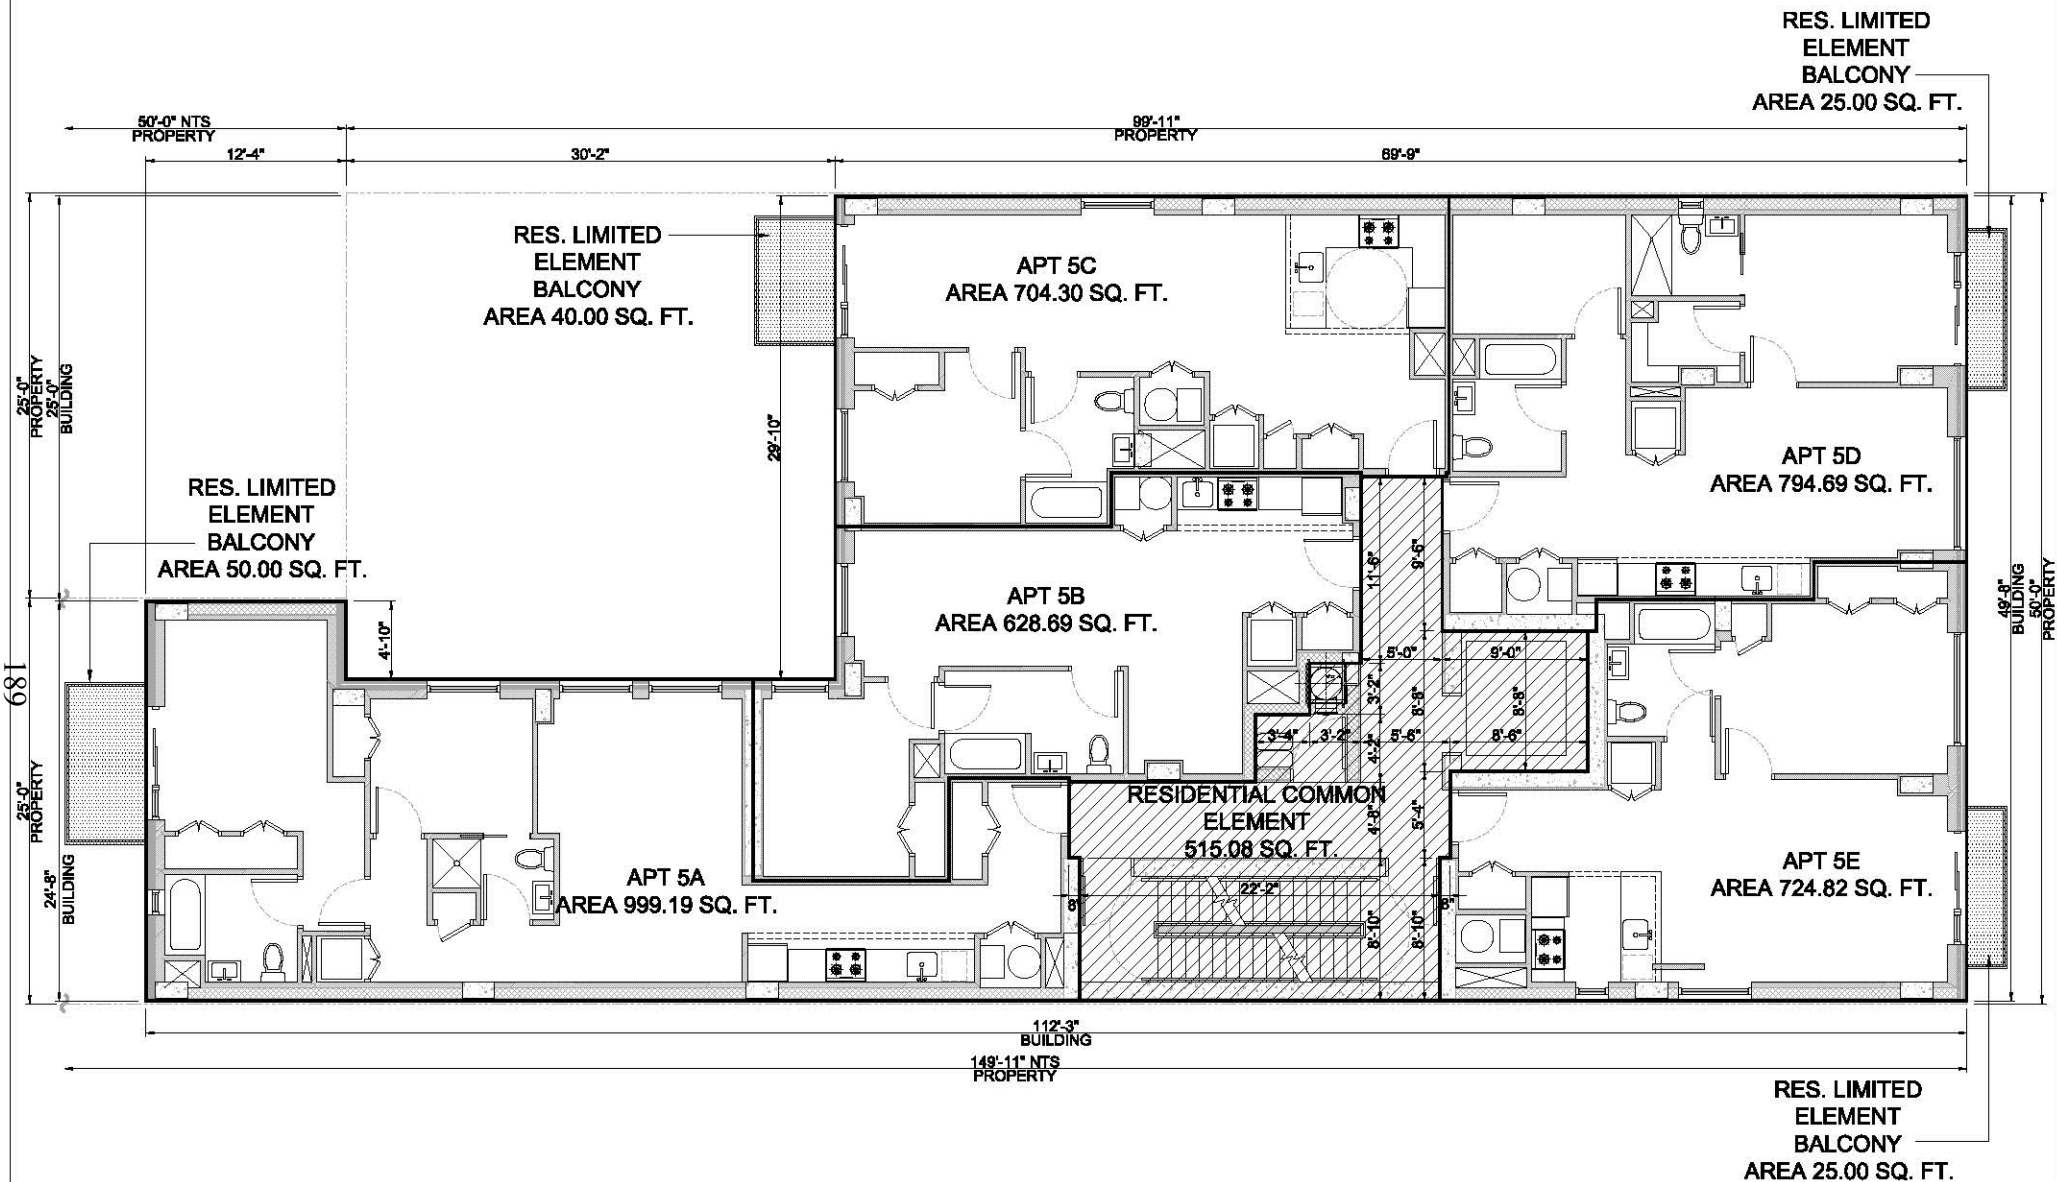 RES. LIMITED
ELEMENT
BALCONY
AREA 25.00 SQ. FT.
50'-0" NTS
PROPERTY
99'-11"
PROPERTY
12'-4"
30'-2"
69'-9"
RES. LIMITED
ELEMENT
BALCONY
AREA 40.00 SQ. FT.
APT 5C
AREA 704.30 SQ. FT.
25'-0"
PROPERTY
25'-0"
BUILDING
29'-10"
APT 5D
AREA 794.69 SQ. FT.
RES. LIMITED
ELEMENT
BALCONY
AREA 50.00 SQ. FT.
11'-6"
9'-6"
APT 5B
AREA 628.69 SQ. FT.
49'-8"
BUILDING
50'-0"
PROPERTY
4'-10"
5'-0"
9'-0"
189
3'-2"
8'-8"
8'-8"
3'-4"
3'-2"
4'-2"
5'-6"
8'-6"
25'-0"
PROPERTY
RESIDENTIAL COMMON
ELEMENT
515.08 SQ. FT.
4'-8"
5'-4"
24'-8"
BUILDING
APT 5A
AREA 999.19 SQ. FT.
APT 5E
AREA 724.82 SQ. FT.
8"
22'-2"
8"
8'-10"
8'-10"
112'-3"
BUILDING
149'-11" NTS
PROPERTY
RES. LIMITED
ELEMENT
BALCONY
AREA 25.00 SQ. FT.